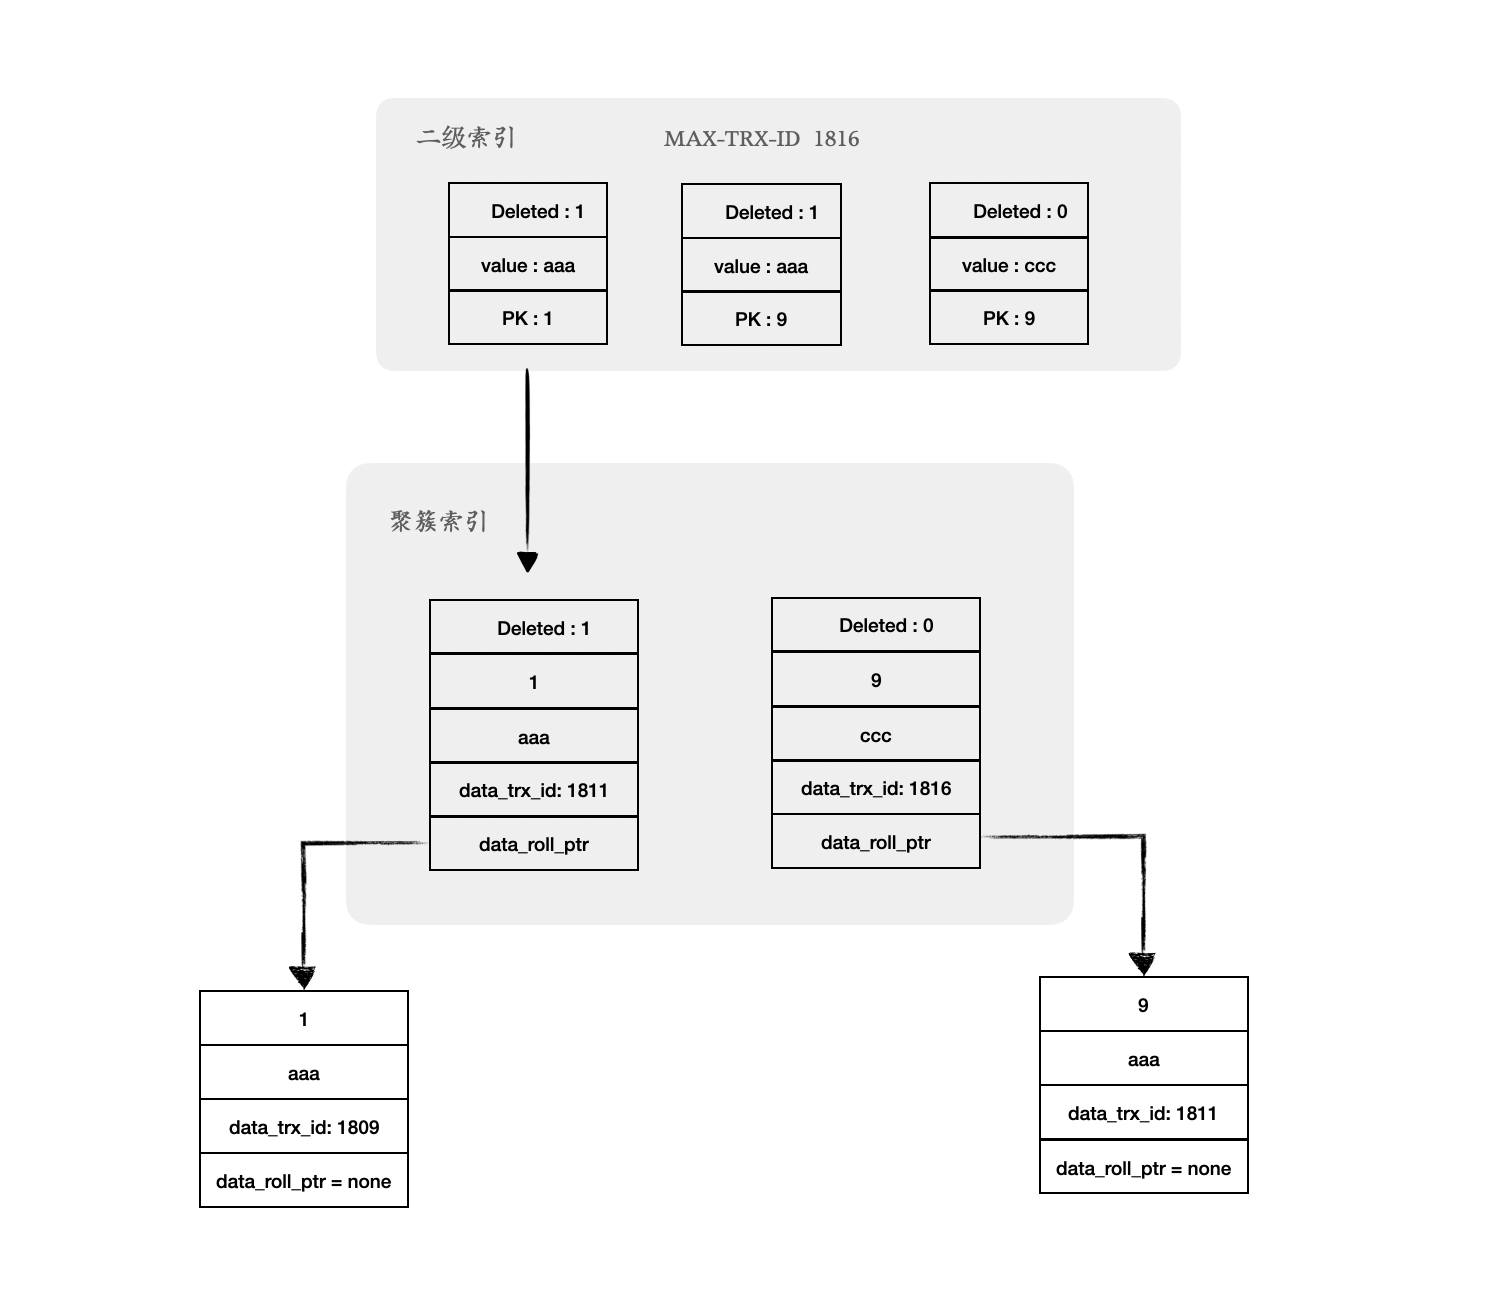 二级索引
MAX-TRX-ID 1816
Deleted : 1
value : aaa
PK : 1
Deleted : 1
value : aaa
PK : 9
Deleted : 0
value : ccc
PK : 9
聚簇索引
Deleted : 1
1
aaa
data_trx_id: 1811
data_roll_ptr
Deleted : 0
9
ccc
data_trx_id: 1816
data_roll_ptr
1
aaa
data_trx_id: 1809
data_roll_ptr = none
9
aaa
data_trx_id: 1811
data_roll_ptr = none